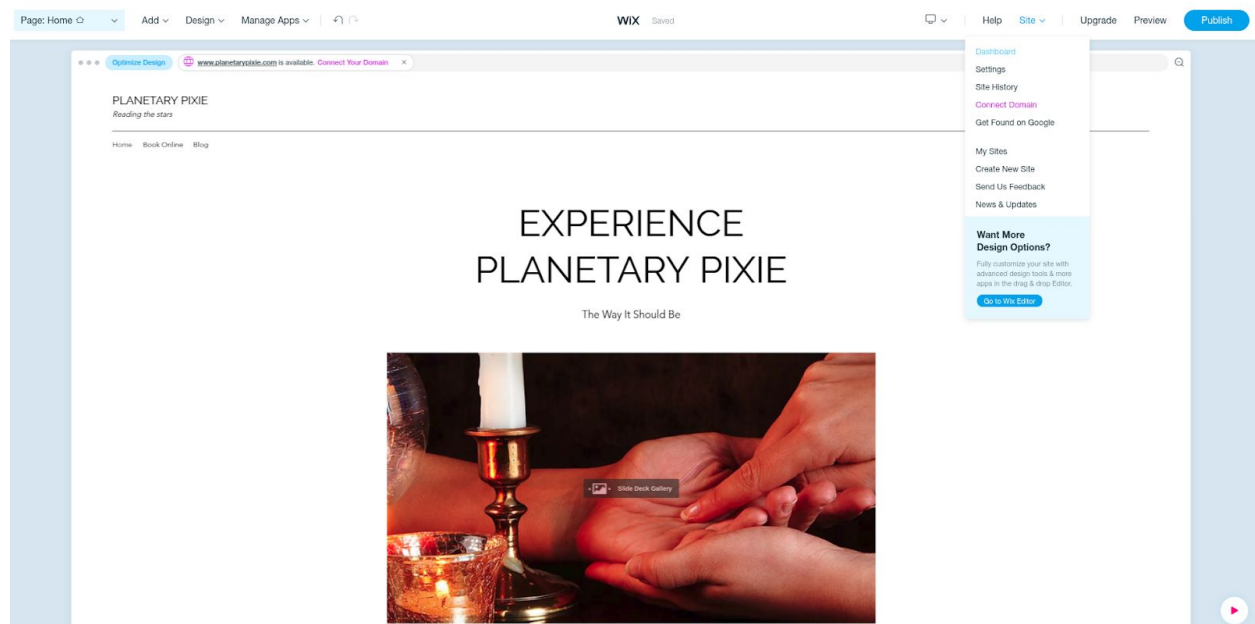 Page: Home Add Design Manage Apps WiX Saved Help Site Upgrade Preview Publish
Optimize Design www.planetarypixie.com is available. Connect Your Domain ×
Dashboard
Settings
Site History
Connect Domain
Get Found on Google
My Sites
Create New Site
Send Us Feedback
News & Updates
Want More
Design Options?
Fully customize your site with
advanced design tools & more
apps in the drag & drop Editor.
Go to Wix Editor
PLANETARY PIXIE
Reading the stars
Home Book Online Blog
EXPERIENCE
PLANETARY PIXIE
The Way It Should Be
Slide Deck Gallery